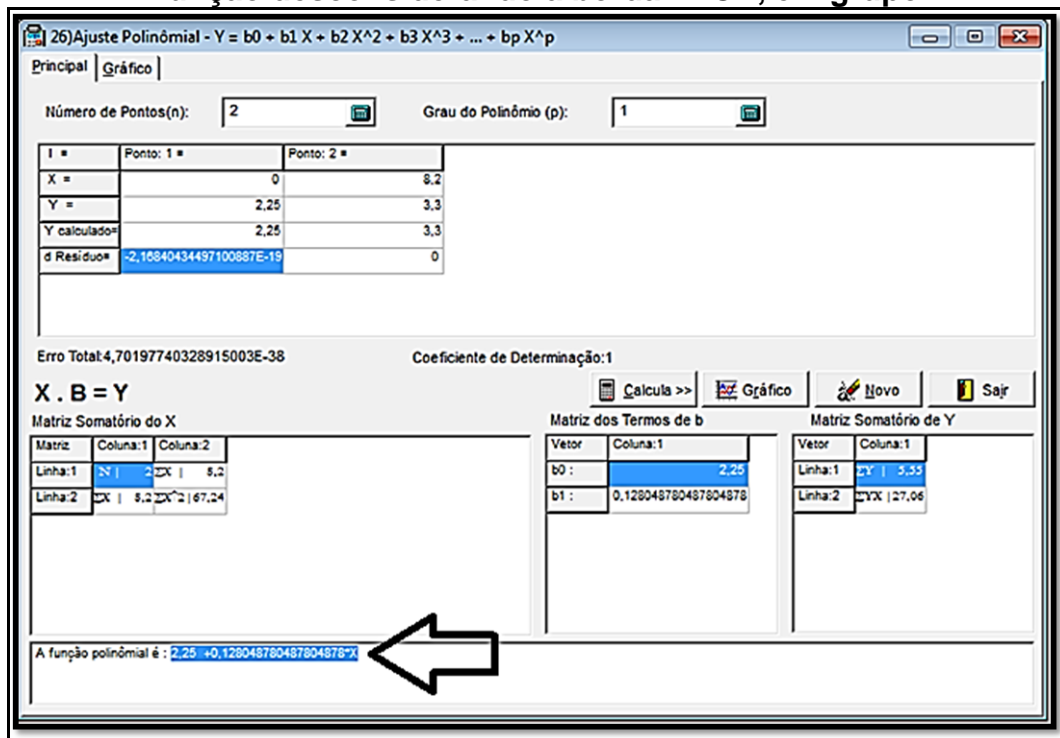 26)Ajuste Polinômial - Y = b0 + b1 X + b2 X^2 + b3 X^3 + ... + bp X^p
Principal Gráfico
Número de Pontos(n): 2 Grau do Polinômio (p): 1
I = Ponto: 1 = Ponto: 2 =
X = 0 8,2
Y = 2,25 3,3
Y calculado= 2,25 3,3
d Resíduo= -2,16840434497100887E-19 0
Erro Total:4,70197740328915003E-38 Coeficiente de Determinação:1
X . B = Y
Calcula >> Gráfico Novo Sair
Matriz Somatório do X Matriz dos Termos de b Matriz Somatório de Y
Matriz Coluna:1 Coluna:2 Vetor Coluna:1 Vetor Coluna:1
Linha:1 N | 2 ΣX | 8,2 b0 : 2,25 Linha:1 ΣY | 5,55
Linha:2 ΣX | 8,2 ΣX^2 | 67,24 b1 : 0,128048780487804878 Linha:2 ΣYX | 27,06
A função polinômial é : 2,25 +0,128048780487804878*X